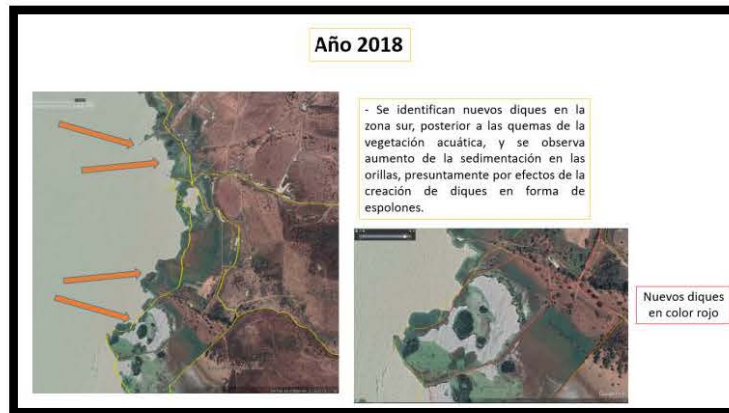 Año 2018
- Se identifican nuevos diques en la
zona sur, posterior a las quemas de la
vegetación acuática, y se observa
aumento de la sedimentación en las
orillas, presuntamente por efectos de la
creación de diques en forma de
espolones.
Nuevos diques
en color rojo